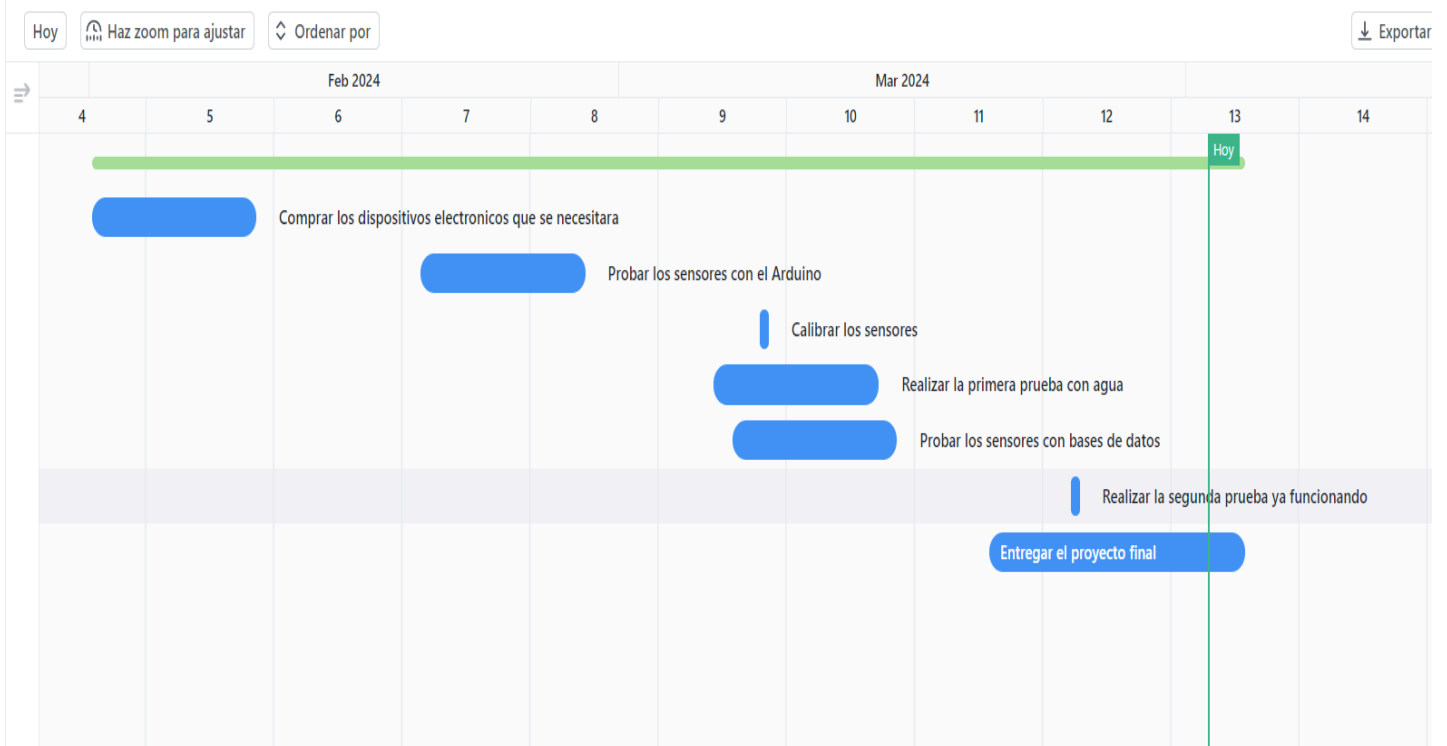 Hoy
Haz zoom para ajustar
Ordenar por
Exportar
Feb 2024
Mar 2024
4 5 6 7 8 9 10 11 12 13 14
Hoy
Comprar los dispositivos electronicos que se necesitara
Probar los sensores con el Arduino
Calibrar los sensores
Realizar la primera prueba con agua
Probar los sensores con bases de datos
Realizar la segunda prueba ya funcionando
Entregar el proyecto final